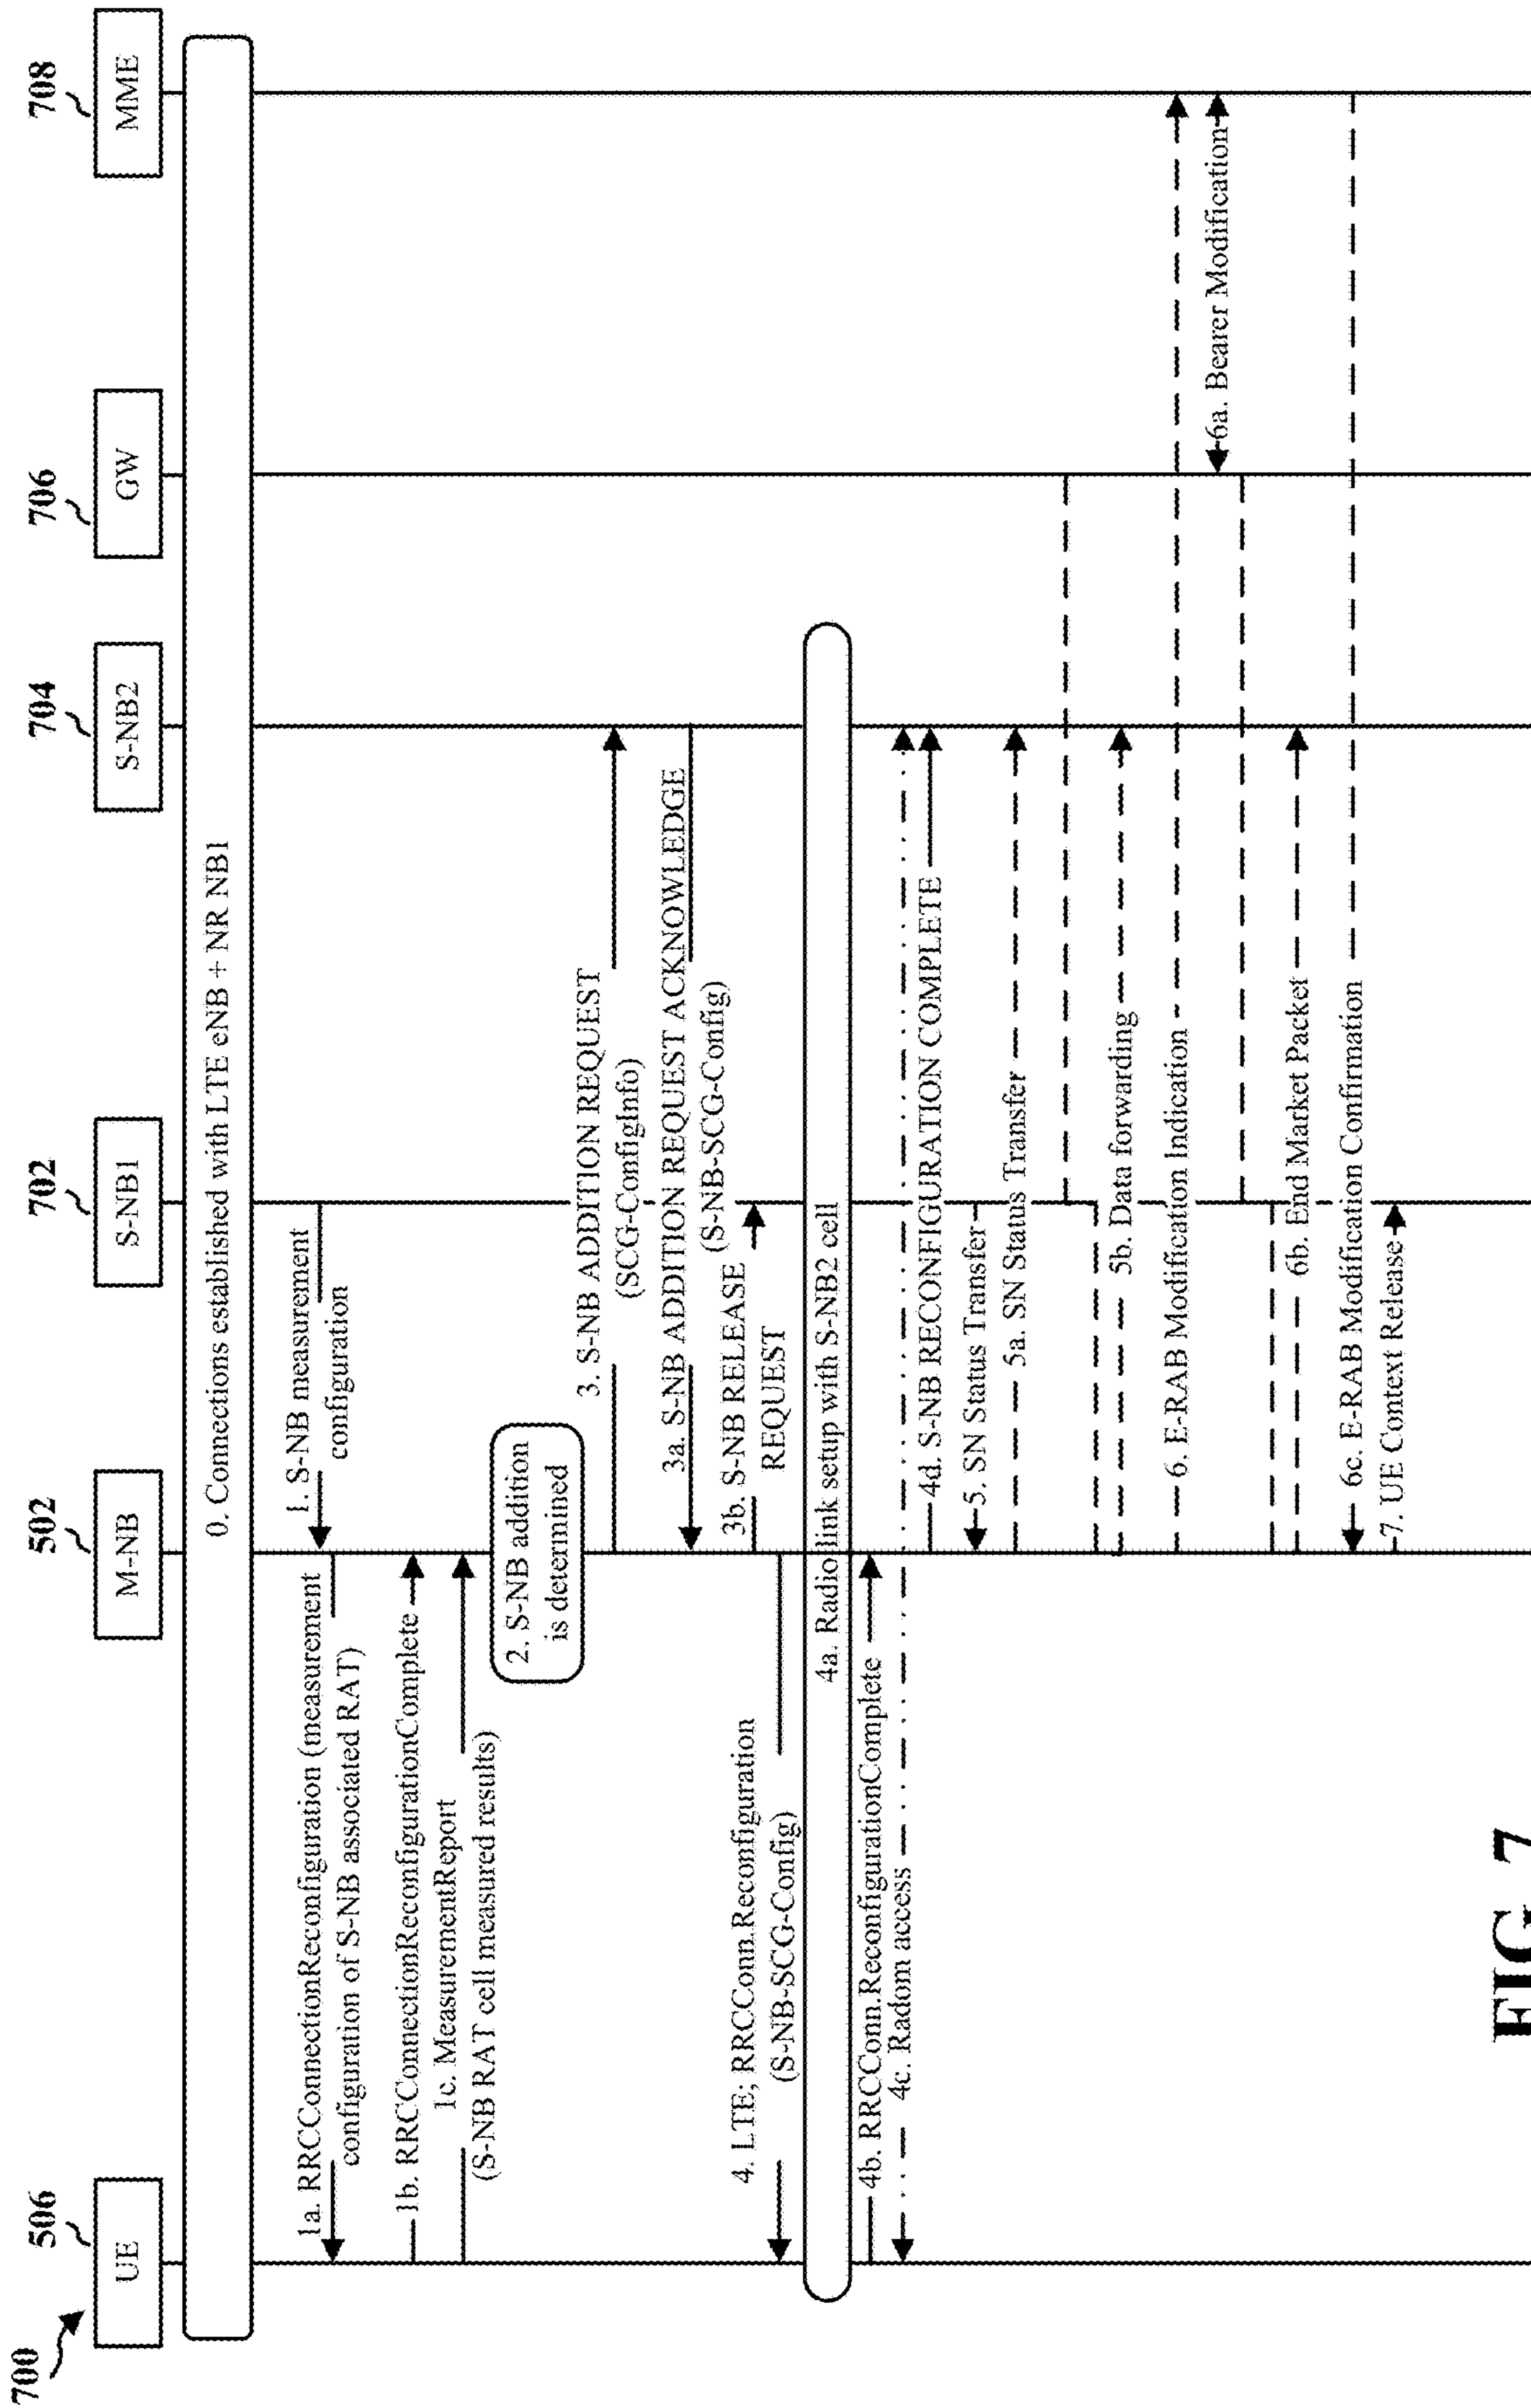 700
506
502
702
704
706
708
UE
M-NB
S-NB1
S-NB2
GW
MME
0. Connections established with LTE eNB + NR NB1
1. S-NB measurement
configuration
1a. RRCConnectionReconfiguration (measurement
configuration of S-NB associated RAT)
1b. RRCConnectionReconfigurationComplete
1c. MeasurementReport
(S-NB RAT cell measured results)
2. S-NB addition
is determined
3. S-NB ADDITION REQUEST
(SCG-ConfigInfo)
3a. S-NB ADDITION REQUEST ACKNOWLEDGE
(S-NB-SCG-Config)
3b. S-NB RELEASE
REQUEST
4. LTE; RRCConn.Reconfiguration
(S-NB-SCG-Config)
4a. Radio link setup with S-NB2 cell
4b. RRCConn.ReconfigurationComplete
4c. Radom access
4d. S-NB RECONFIGURATION COMPLETE
5. SN Status Transfer
5a. SN Status Transfer
5b. Data forwarding
6. E-RAB Modification Indication
6a. Bearer Modification
6b. End Market Packet
6c. E-RAB Modification Confirmation
7. UE Context Release
FIG. 7